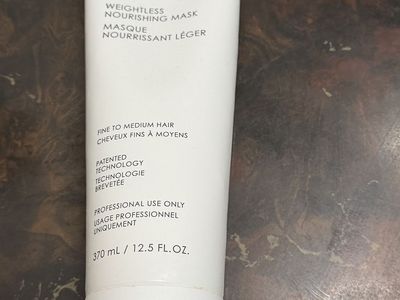 WEIGHTLESS
NOURISHING MASK
MASQUE
NOURRISSANT LÉGER
FINE TO MEDIUM HAIR
CHEVEUX FINS À MOYENS
PATENTED
TECHNOLOGY
TECHNOLOGIE
BREVETÉE
PROFESSIONAL USE ONLY
USAGE PROFESSIONNEL
UNIQUEMENT
370 mL / 12.5 FL.OZ.